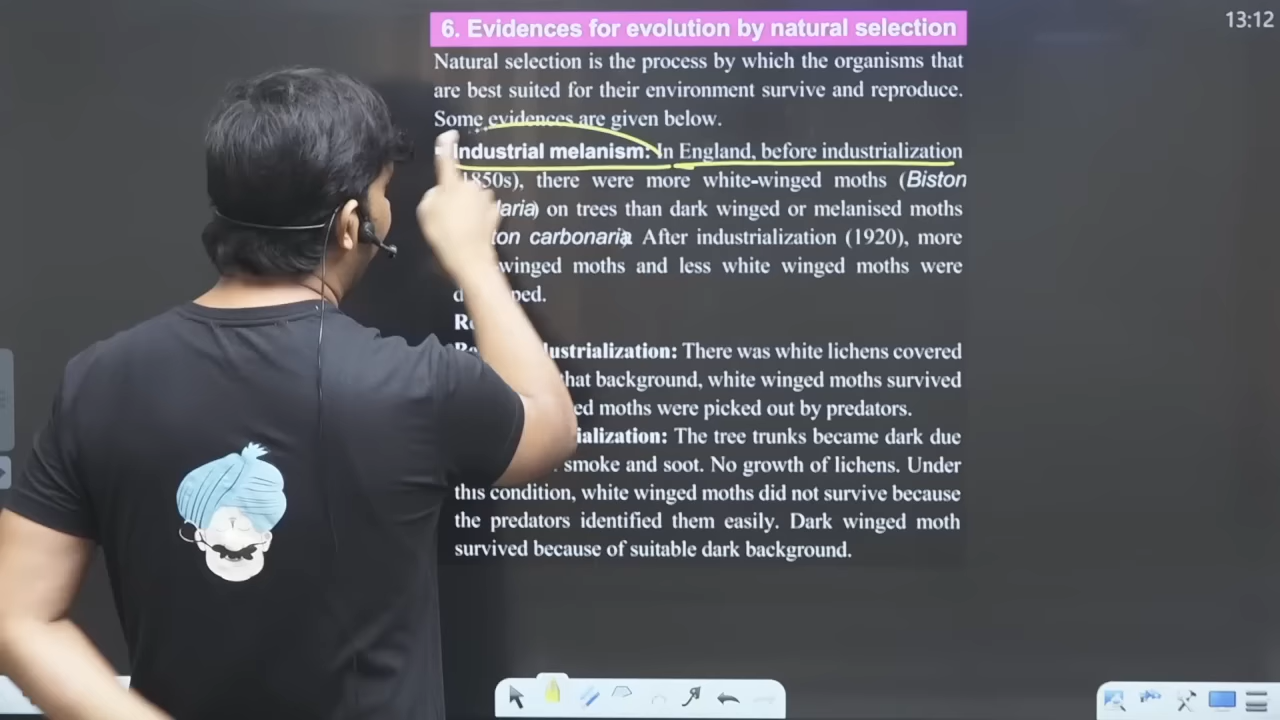 13:12
6. Evidences for evolution by natural selection
Natural selection is the process by which the organisms that
are best suited for their environment survive and reproduce.
Some evidences are given below.
Industrial melanism: In England, before industrialization
1850s), there were more white-winged moths (Biston
laria) on trees than dark winged or melanised moths
ton carbonaria. After industrialization (1920), more
winged moths and less white winged moths were
ped.
dustrialization: There was white lichens covered
hat background, white winged moths survived
ed moths were picked out by predators.
ialization: The tree trunks became dark due
smoke and soot. No growth of lichens. Under
this condition, white winged moths did not survive because
the predators identified them easily. Dark winged moth
survived because of suitable dark background.